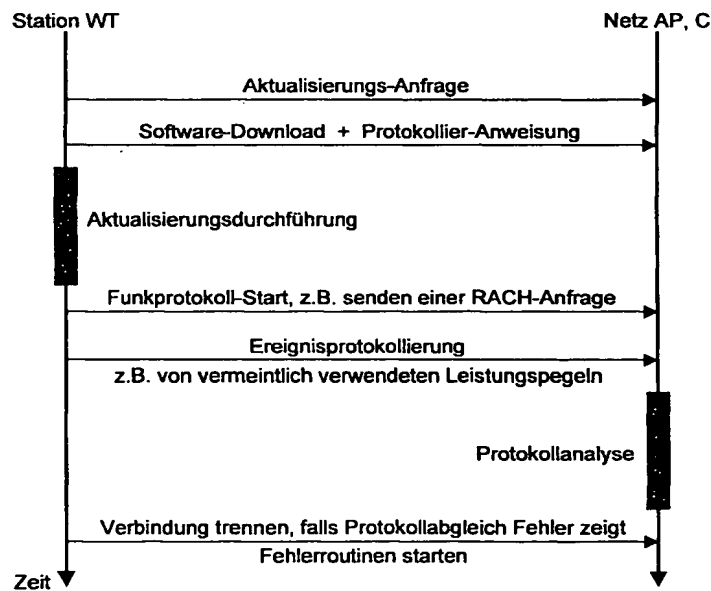 Station WT
Netz AP, C
Aktualisierungs-Anfrage
Software-Download + Protokollier-Anweisung
Aktualisierungsdurchführung
Funkprotokoll-Start, z.B. senden einer RACH-Anfrage
Ereignisprotokollierung
z.B. von vermeintlich verwendeten Leistungspegeln
Protokollanalyse
Verbindung trennen, falls Protokollabgleich Fehler zeigt
Fehlerroutinen starten
Zeit